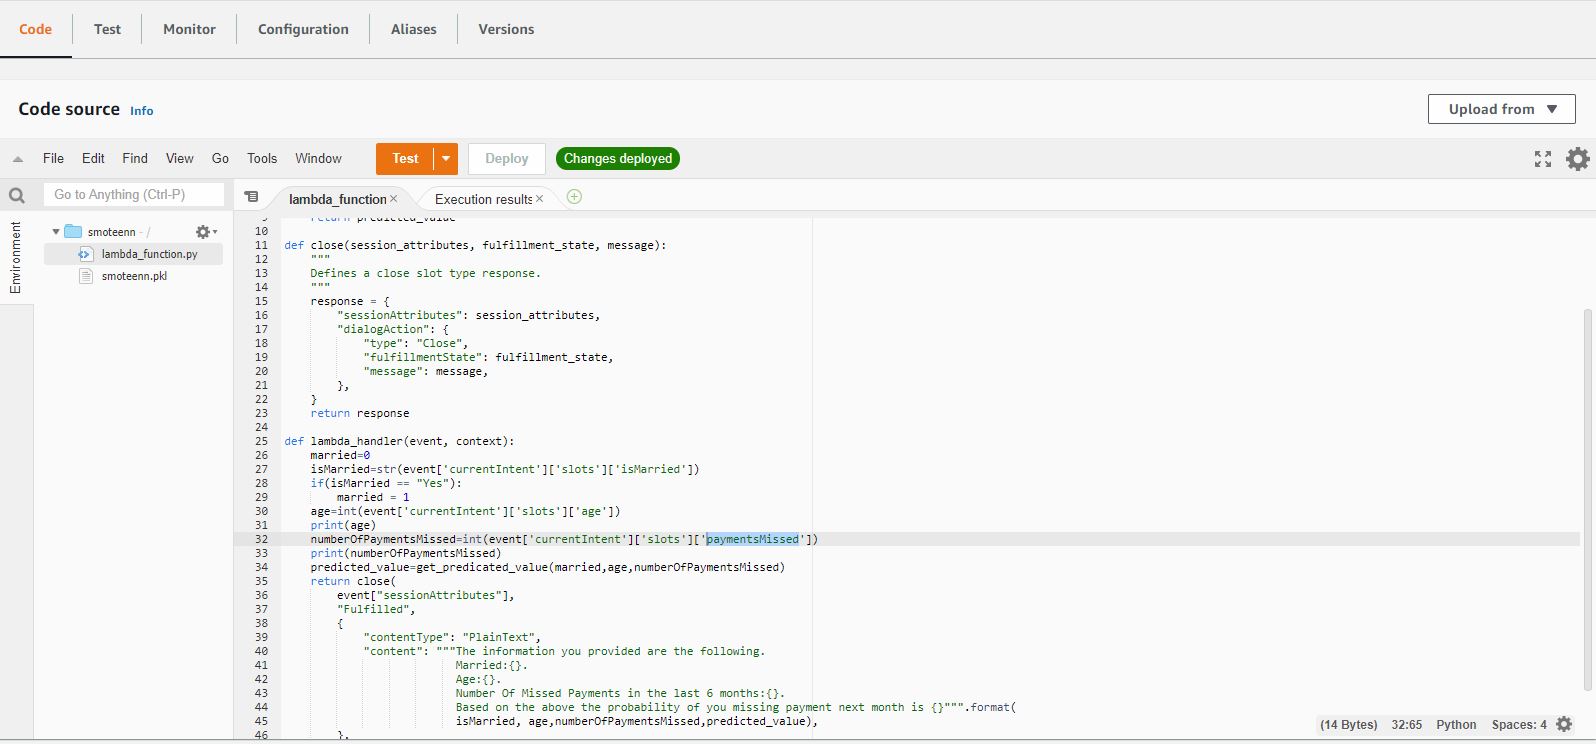 Code Test Monitor Configuration Aliases Versions
Code source Info
Upload from
File Edit Find View Go Tools Window Test Deploy Changes deployed
Go to Anything (Ctrl-P)
lambda_function × Execution results ×
Environment
smoteenn - /
lambda_function.py
smoteenn.pkl
9 return predicted_value
10
11 def close(session_attributes, fulfillment_state, message):
12 """
13 Defines a close slot type response.
14 """
15 response = {
16 "sessionAttributes": session_attributes,
17 "dialogAction": {
18 "type": "Close",
19 "fulfillmentState": fulfillment_state,
20 "message": message,
21 },
22 }
23 return response
24
25 def lambda_handler(event, context):
26 married=0
27 isMarried=str(event['currentIntent']['slots']['isMarried'])
28 if(isMarried == "Yes"):
29 married = 1
30 age=int(event['currentIntent']['slots']['age'])
31 print(age)
32 numberOfPaymentsMissed=int(event['currentIntent']['slots']['paymentsMissed'])
33 print(numberOfPaymentsMissed)
34 predicted_value=get_predicated_value(married,age,numberOfPaymentsMissed)
35 return close(
36 event["sessionAttributes"],
37 "Fulfilled",
38 {
39 "contentType": "PlainText",
40 "content": """The information you provided are the following.
41 Married:{}.
42 Age:{}.
43 Number Of Missed Payments in the last 6 months:{}.
44 Based on the above the probability of you missing payment next month is {}""".format(
45 isMarried, age,numberOfPaymentsMissed,predicted_value),
46 },
(14 Bytes) 32:65 Python Spaces: 4